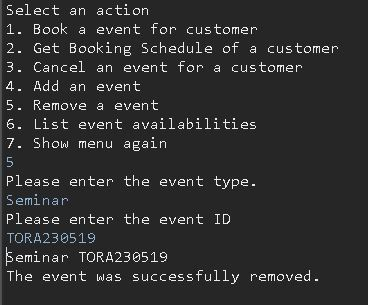 Select an action
1. Book a event for customer
2. Get Booking Schedule of a customer
3. Cancel an event for a customer
4. Add an event
5. Remove a event
6. List event availabilities
7. Show menu again
5
Please enter the event type.
Seminar
Please enter the event ID
TORA230519
Seminar TORA230519
The event was successfully removed.